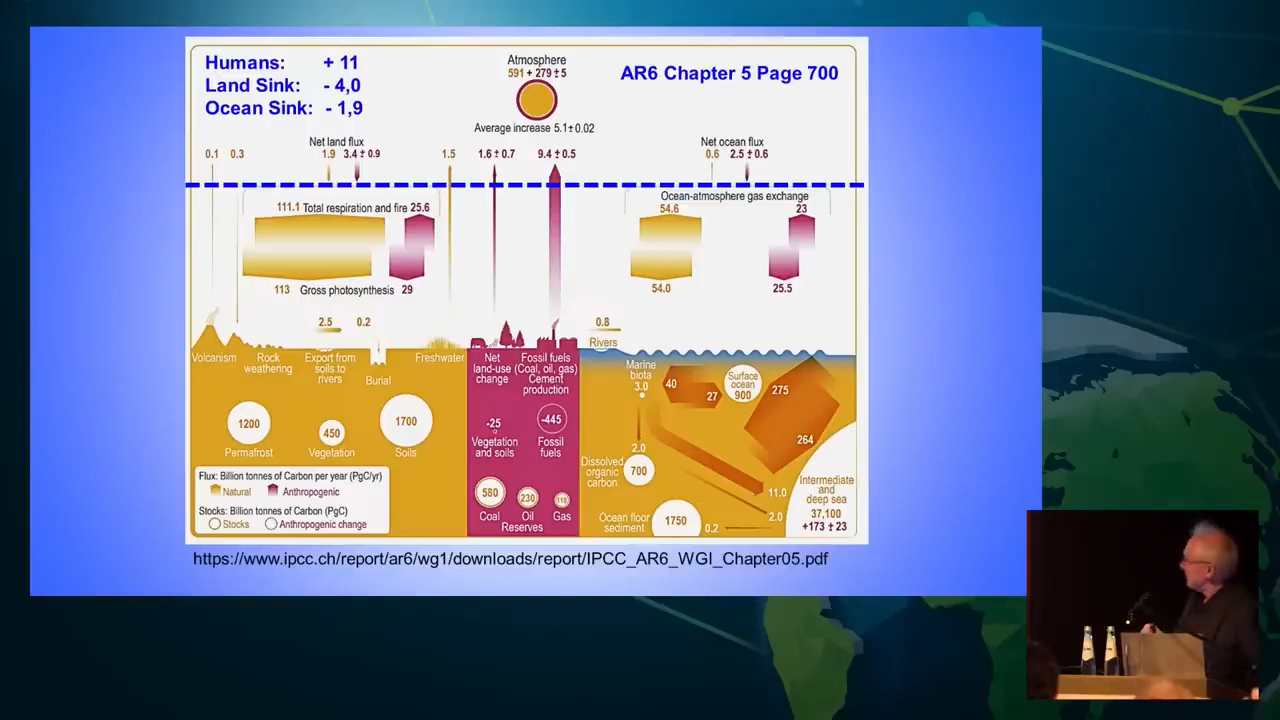 Humans: + 11
Land Sink: - 4,0
Ocean Sink: - 1,9
Atmosphere
591 + 279 ± 5
AR6 Chapter 5 Page 700
Average increase 5.1 ± 0.02
Net land flux
Net ocean flux
0.1 0.3 1.9 3.4 ± 0.9 1.5 1.6 ± 0.7 9.4 ± 0.5 0.6 2.5 ± 0.6
111.1 Total respiration and fire 25.6
Ocean-atmosphere gas exchange
54.6 23
113 Gross photosynthesis 29
54.0 25.5
2.5 0.2
0.8
Rivers
Volcanism
Rock
weathering
Export from
soils to
rivers
Burial
Freshwater
Net
land-use
change
Fossil fuels
(Coal, oil, gas)
Cement
production
Marine
biota
3.0
40
27
Surface
ocean
900
275
264
1200
Permafrost
450
Vegetation
1700
Soils
-25
Vegetation
and soils
-445
Fossil
fuels
2.0
Dissolved
organic
carbon
700
11.0
2.0
Intermediate
and
deep sea
37,100
+173 ± 23
Flux: Billion tonnes of Carbon per year (PgC/yr)
Natural Anthropogenic
Stocks: Billion tonnes of Carbon (PgC)
Stocks Anthropogenic change
580
Coal
230
Oil
118
Gas
Reserves
Ocean floor
sediment
1750
0.2
https://www.ipcc.ch/report/ar6/wg1/downloads/report/IPCC_AR6_WGI_Chapter05.pdf